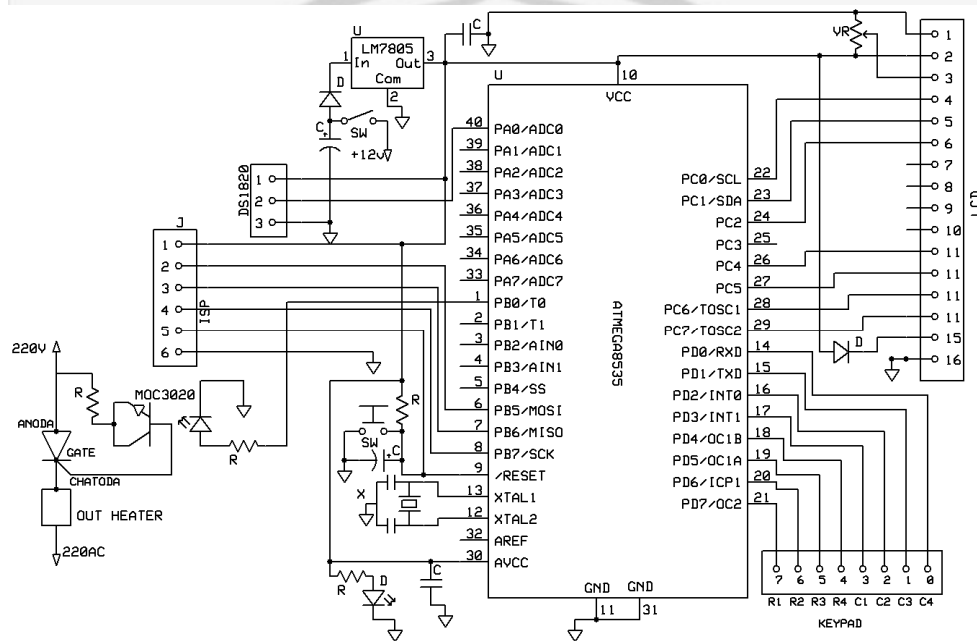 U
LM7805
1 In Out 3
Com
2
D
C +
SW
+12v
C
VR
U
10
VCC
ATMEGA8535
40 PA0/ADC0
39 PA1/ADC1
38 PA2/ADC2
37 PA3/ADC3
36 PA4/ADC4
35 PA5/ADC5
34 PA6/ADC6
33 PA7/ADC7
1 PB0/T0
2 PB1/T1
3 PB2/AIN0
4 PB3/AIN1
5 PB4/SS
6 PB5/MOSI
7 PB6/MISO
8 PB7/SCK
9 /RESET
13 XTAL1
12 XTAL2
32 AREF
30 AVCC
PC0/SCL 22
PC1/SDA 23
PC2 24
PC3 25
PC4 26
PC5 27
PC6/TOSC1 28
PC7/TOSC2 29
PD0/RXD 14
PD1/TXD 15
PD2/INT0 16
PD3/INT1 17
PD4/OC1B 18
PD5/OC1A 19
PD6/ICP1 20
PD7/OC2 21
GND GND
11 31
LCD
1
2
3
4
5
6
7
8
9
10
11
11
11
11
15
16
D
DS1820
1
2
3
J
ISP
1
2
3
4
5
6
220V
R
MOC3020
ANODA
GATE
CHATODA
OUT HEATER
220AC
R
R
SW
+C
X
R
D
C
7 6 5 4 3 2 1 0
R1 R2 R3 R4 C1 C2 C3 C4
KEYPAD